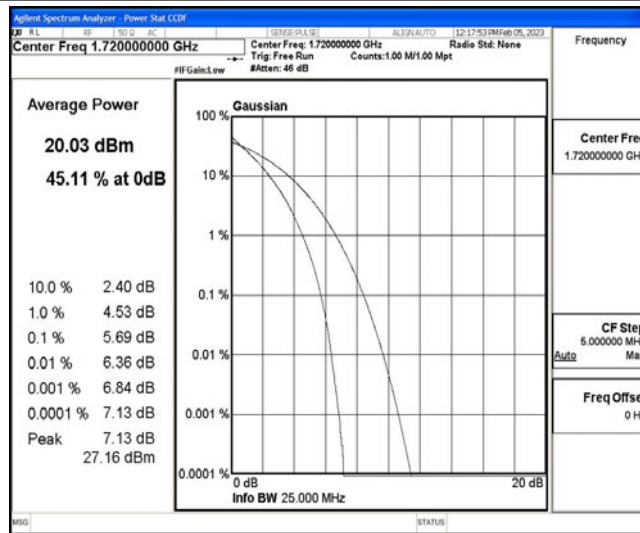 Agilent Spectrum Analyzer - Power Stat CCDF
RL RF 50 Ω AC SENSE:PULSE ALIGNAUTO 12:17:53 PM Feb 05, 2023
Center Freq 1.720000000 GHz
Center Freq: 1.720000000 GHz Radio Std: None
Trig: Free Run Counts:1.00 M/1.00 Mpt
#IFGain:Low #Atten: 46 dB
Frequency
Average Power
20.03 dBm
45.11 % at 0dB
10.0 % 2.40 dB
1.0 % 4.53 dB
0.1 % 5.69 dB
0.01 % 6.36 dB
0.001 % 6.84 dB
0.0001 % 7.13 dB
Peak 7.13 dB
27.16 dBm
Gaussian
100 %
10 %
1 %
0.1 %
0.01 %
0.001 %
0.0001 %
0 dB 20 dB
Info BW 25.000 MHz
Center Fre
1.720000000 GH
CF Ste
5.000000 MH
Auto Ma
Freq Offse
0 H
MSG STATUS